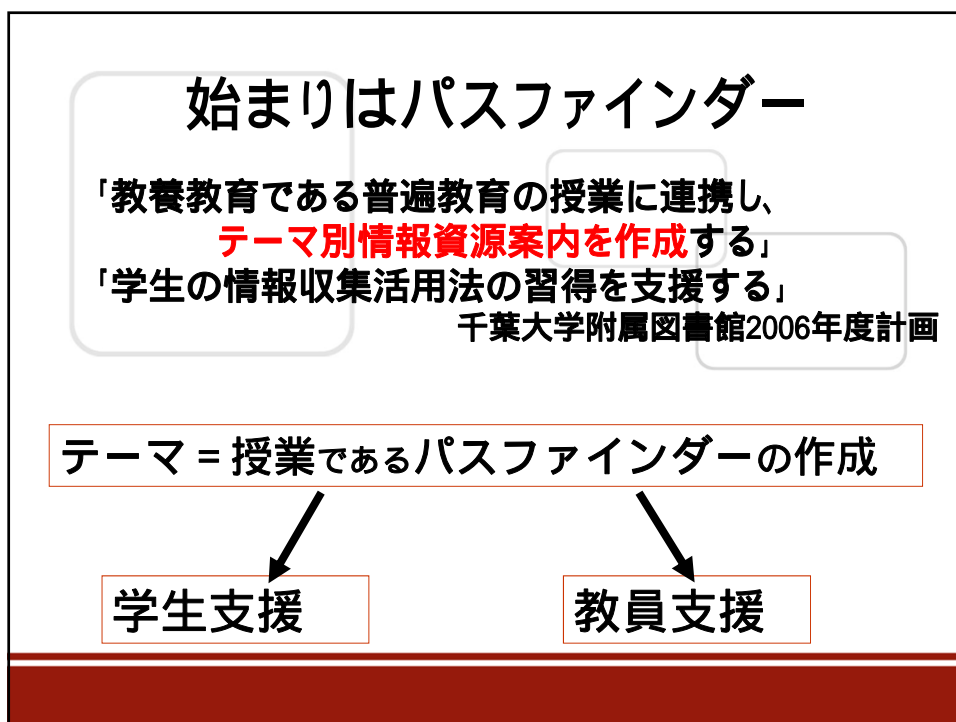 始まりはパスファインダー
「教養教育である普遍教育の授業に連携し、
テーマ別情報資源案内を作成する」
「学生の情報収集活用法の習得を支援する」
千葉大学附属図書館2006年度計画
テーマ＝授業であるパスファインダーの作成
学生支援
教員支援